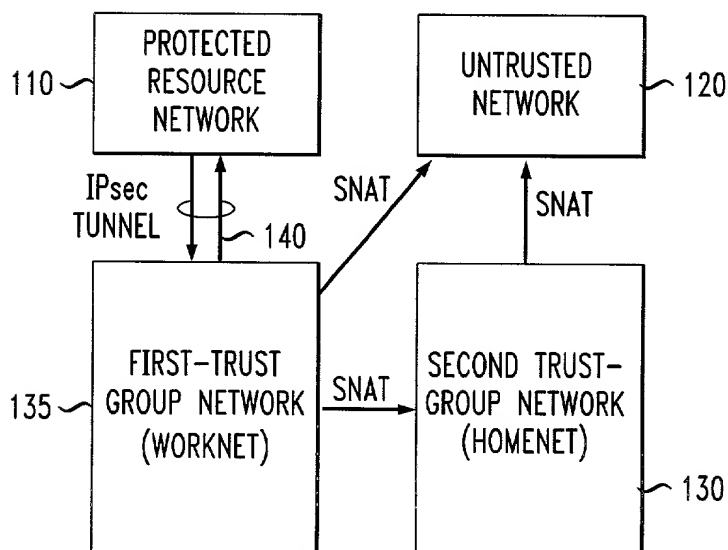 PROTECTED
RESOURCE
NETWORK
110
UNTRUSTED
NETWORK
120
IPsec
TUNNEL
140
SNAT
SNAT
FIRST-TRUST
GROUP NETWORK
(WORKNET)
135
SNAT
SECOND TRUST-
GROUP NETWORK
(HOMENET)
130